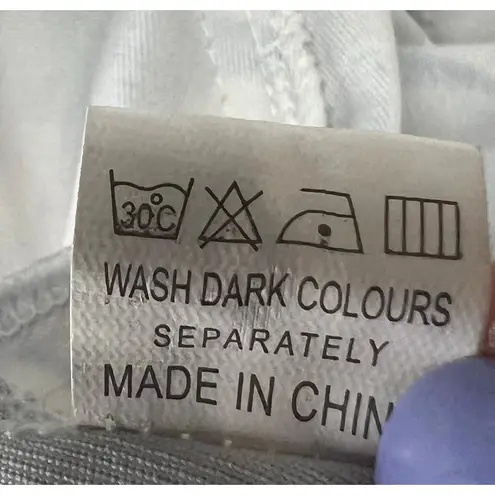 30°C
WASH DARK COLOURS
SEPARATELY
MADE IN CHIN